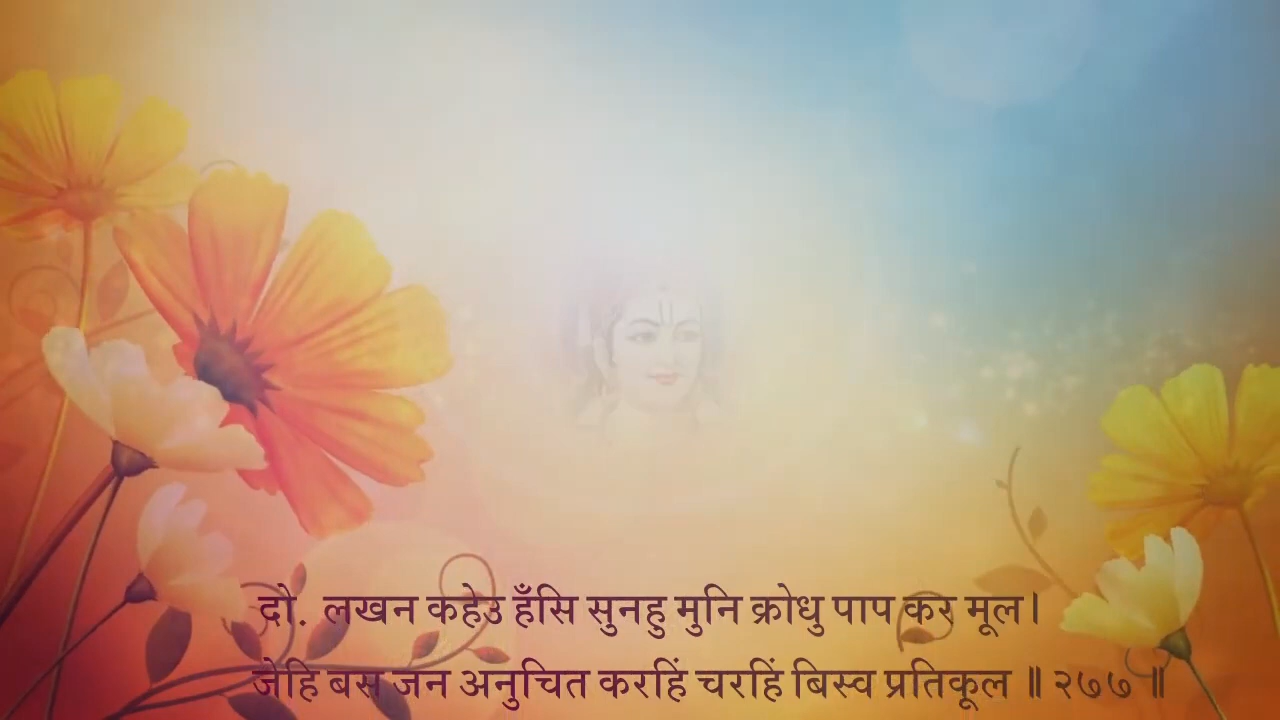 दो. लखन कहेउ हँसि सुनहु मुनि क्रोधु पाप कर मूल।
जेहि बस जन अनुचित करहिं चरहिं बिस्व प्रतिकूल ॥ २७७ ॥